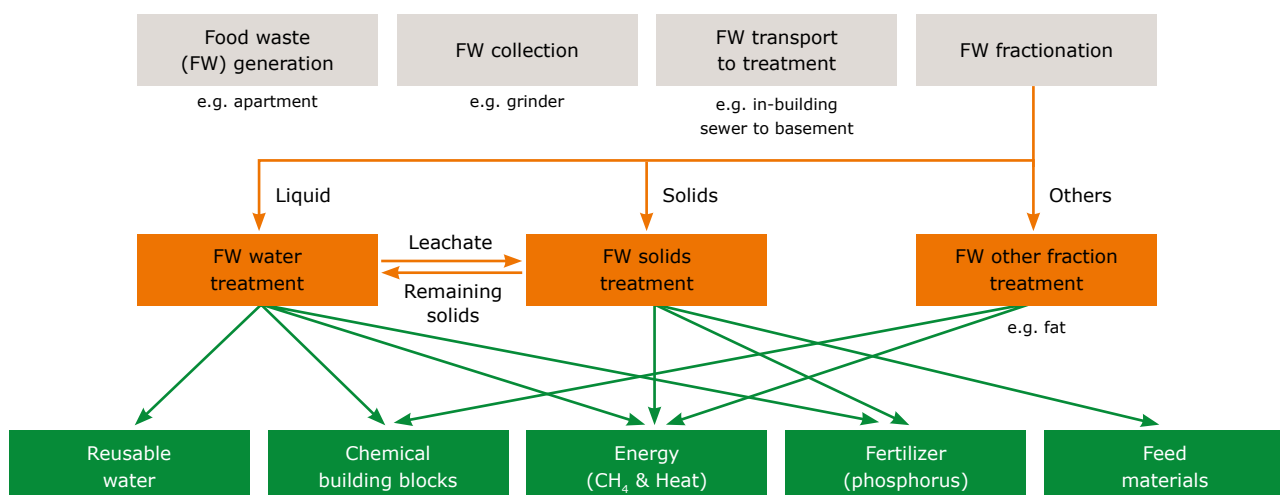 Food waste
(FW) generation
FW collection
FW transport
to treatment
FW fractionation
e.g. apartment
e.g. grinder
e.g. in-building
sewer to basement
Liquid
Solids
Others
FW water
treatment
Leachate
Remaining
solids
FW solids
treatment
FW other fraction
treatment
e.g. fat
Reusable
water
Chemical
building blocks
Energy
(CH₄ & Heat)
Fertilizer
(phosphorus)
Feed
materials